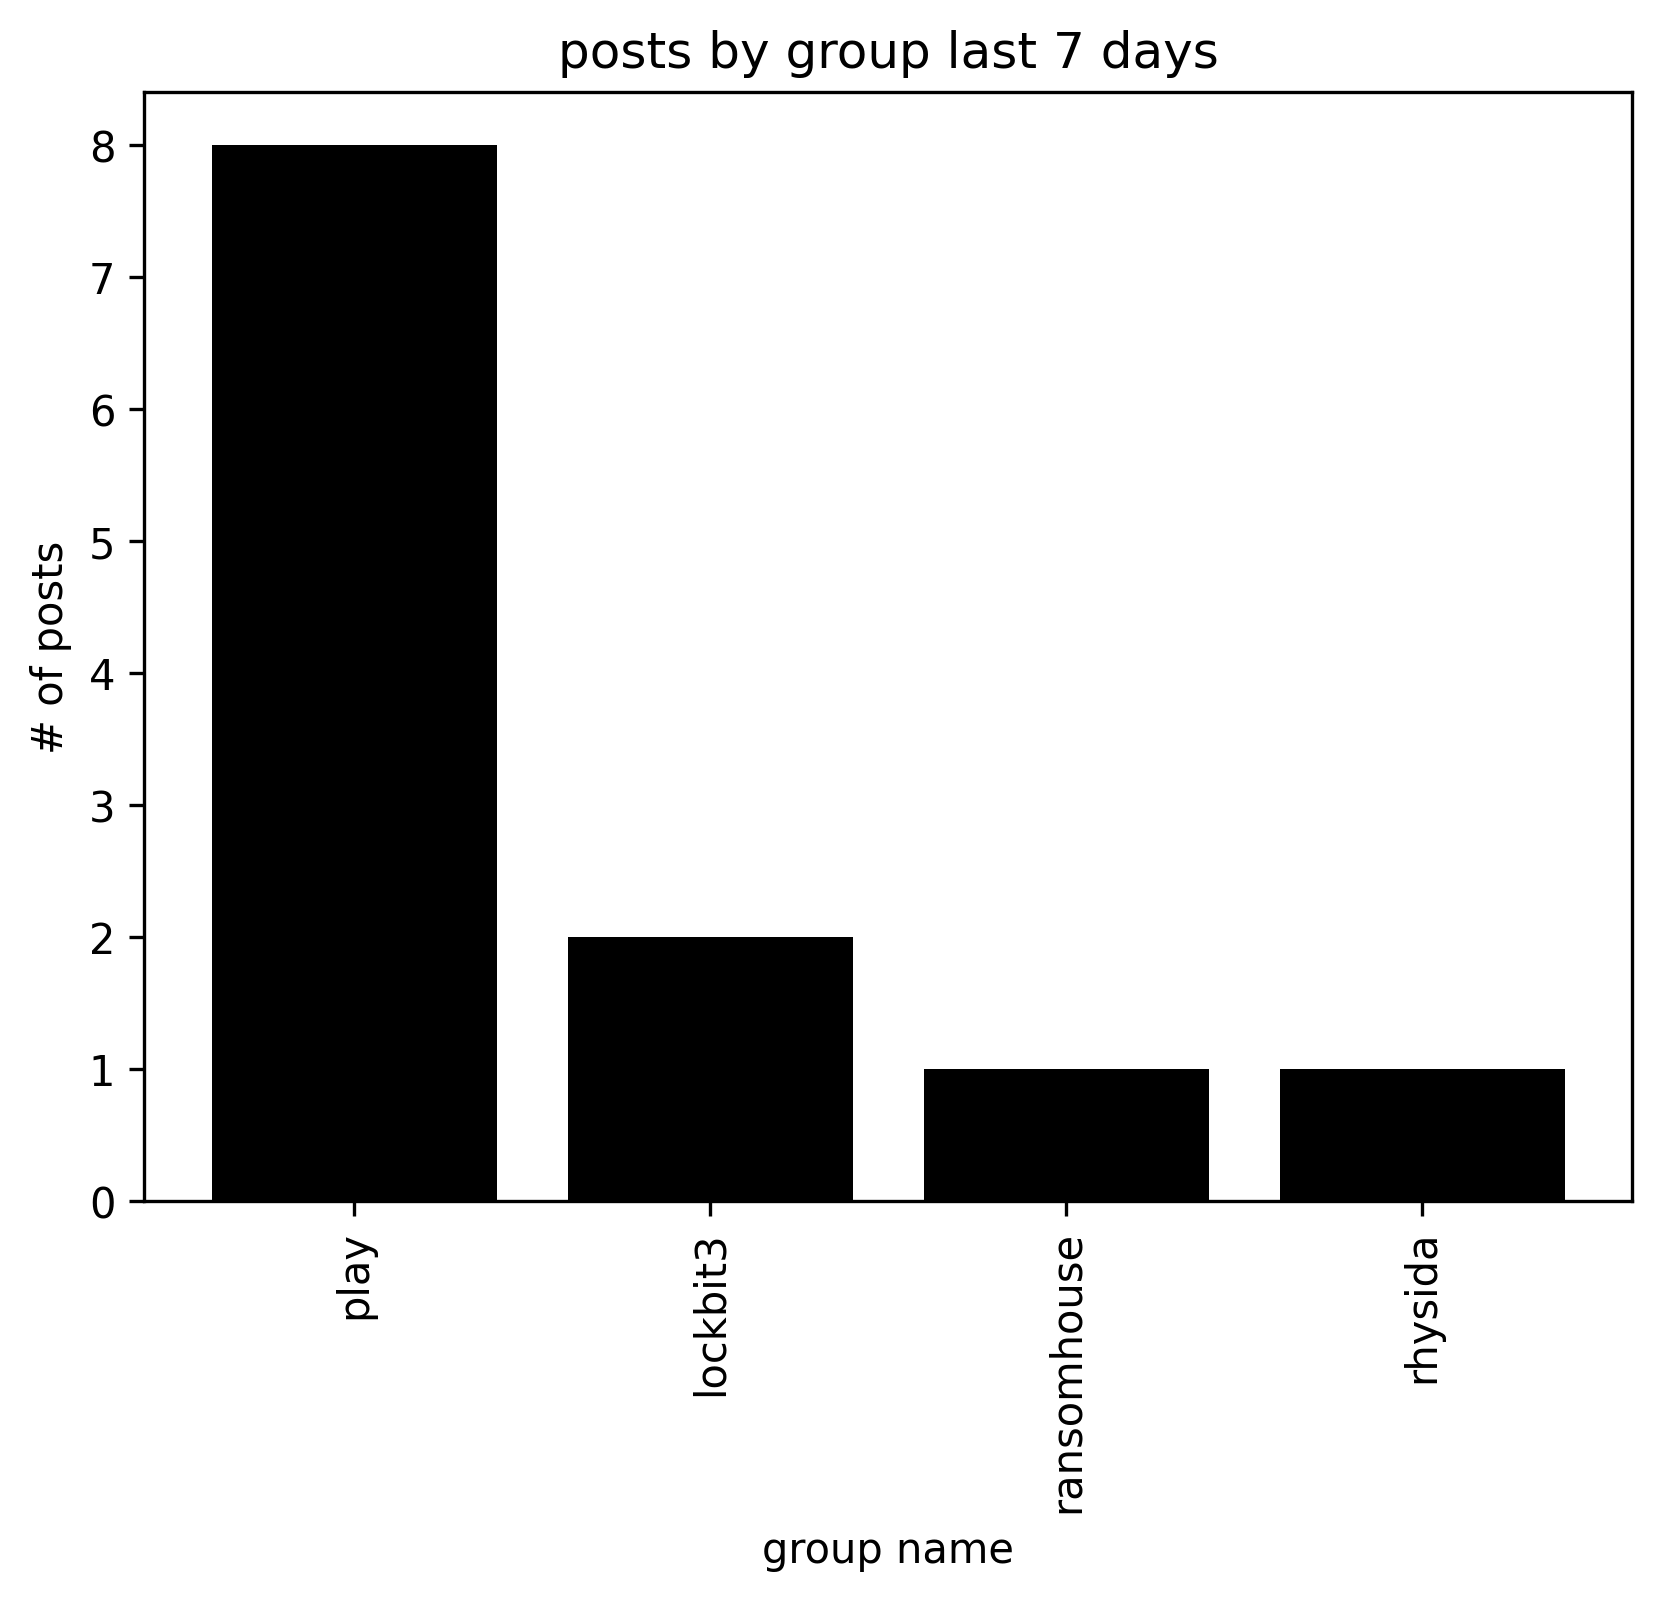 posts by group last 7 days
# of posts
8
7
6
5
4
3
2
1
0
play
lockbit3
ransomhouse
rhysida
group name